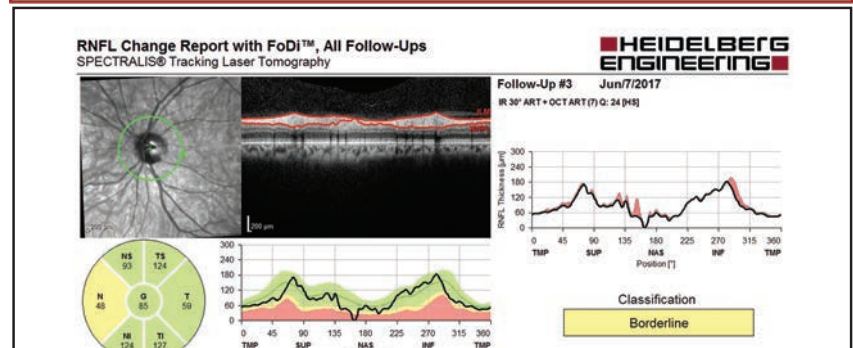 RNFL Change Report with FoDi™, All Follow-Ups
SPECTRALIS® Tracking Laser Tomography
HEIDELBERG
ENGINEERING
Follow-Up #3 Jun/7/2017
IR 30° ART + OCT ART (7) Q: 24 [HS]
ILM
200 µm
200 µm
RNFL Thickness [µm]
300
240
180
120
60
0
0 45 90 135 180 225 270 315 360
TMP SUP NAS INF TMP
Position [°]
NS
93
TS
124
N
48
G
85
T
59
NI
124
TI
127
300
240
180
120
60
0
0 45 90 135 180 225 270 315 360
TMP SUP NAS INF TMP
Classification
Borderline